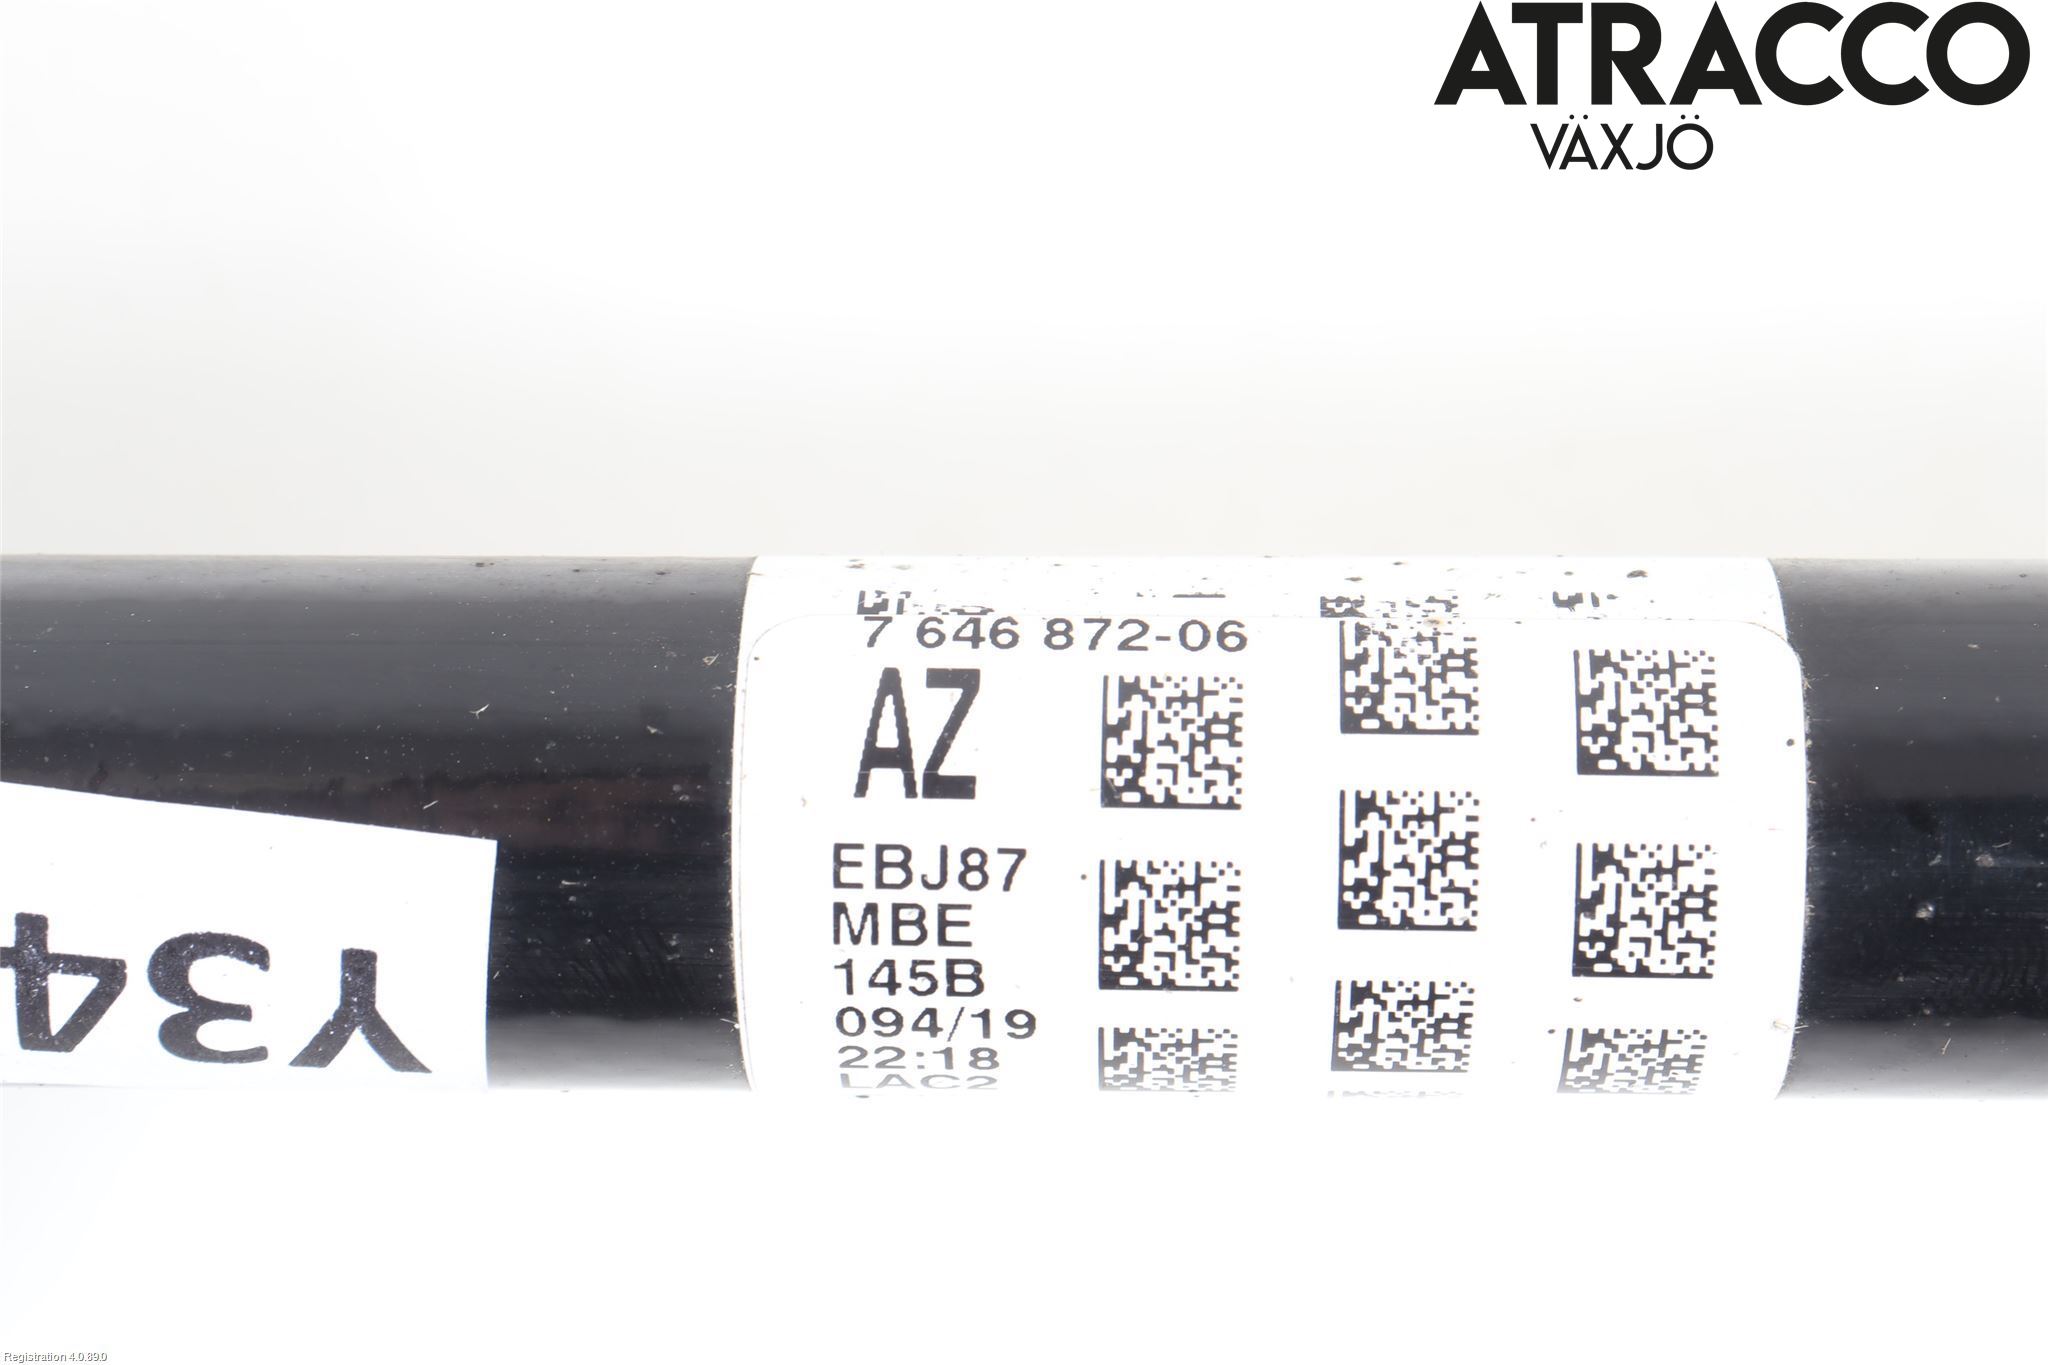 ATRACCO
VÄXJÖ
7 646 872-06
AZ
EBJ87
MBE
145B
094/19
22:18
LAC2
Y34
Registration 4.0.89.0